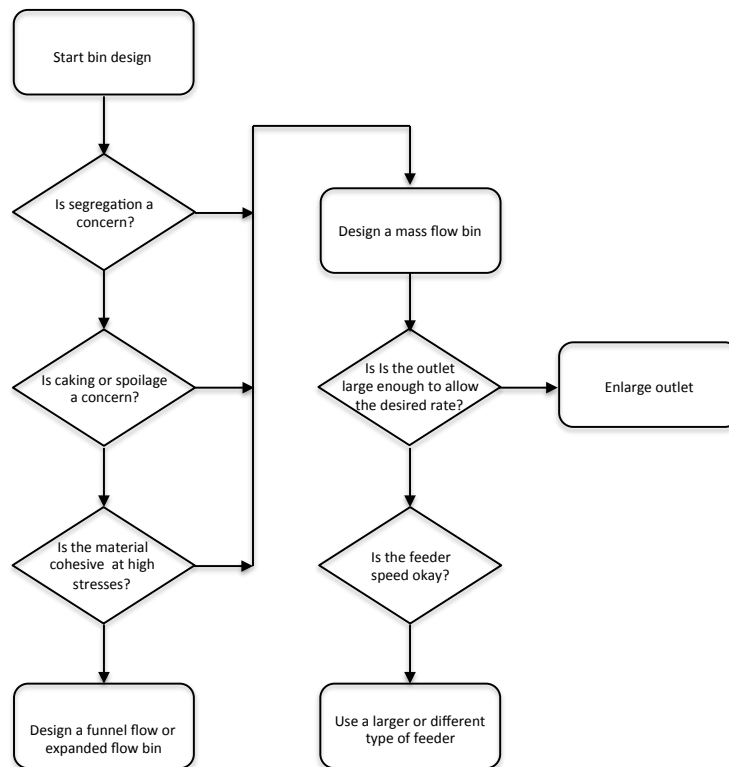 Start bin design
Is segregation a
concern?
Is caking or spoilage
a concern?
Is the material
cohesive  at high
stresses?
Design a funnel flow or
expanded flow bin
Design a mass flow bin
Is Is the outlet
large enough to allow
the desired rate?
Enlarge outlet
Is the feeder
speed okay?
Use a larger or different
type of feeder